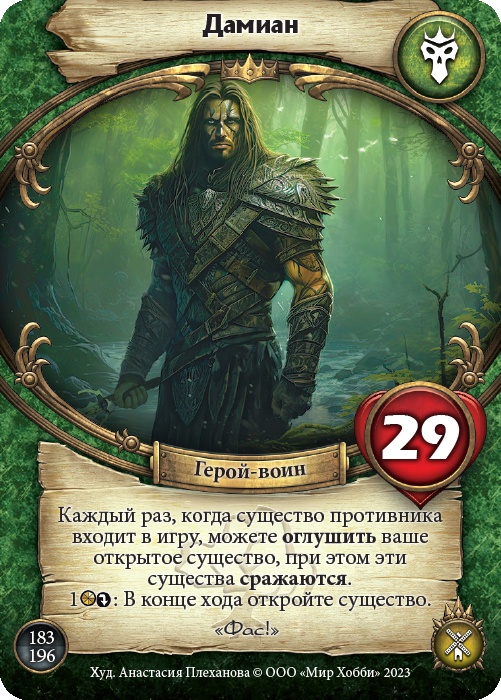 Дамиан
29
Герой-воин
Каждый раз, когда существо противника
входит в игру, можете оглушить ваше
открытое существо, при этом эти
существа сражаются.
1: В конце хода откройте существо.
«Фас!»
183
196
Худ. Анастасия Плеханова © ООО «Мир Хобби» 2023